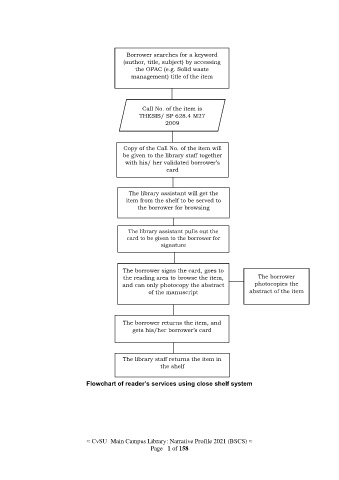 Borrower searches for a keyword
(author, title, subject) by accessing
the OPAC (e.g. Solid waste
management) title of the item
Call No. of the item is
THESIS/ SP 628.4 M27
2009
Copy of the Call No. of the item will
be given to the library staff together
with his/ her validated borrower's
card
The library assistant will get the
item from the shelf to be served to
the borrower for browsing
The library assistant pulls out the
card to be given to the borrower for
signature
The borrower signs the card, goes to
the reading area to browse the item,
and can only photocopy the abstract
of the manuscript
The borrower
photocopies the
abstract of the item
The borrower returns the item, and
gets his/her borrower's card
The library staff returns the item in
the shelf
Flowchart of reader's services using close shelf system
= CvSU Main Campus Library: Narrative Profile 2021 (BSCS) =
Page 1 of 158